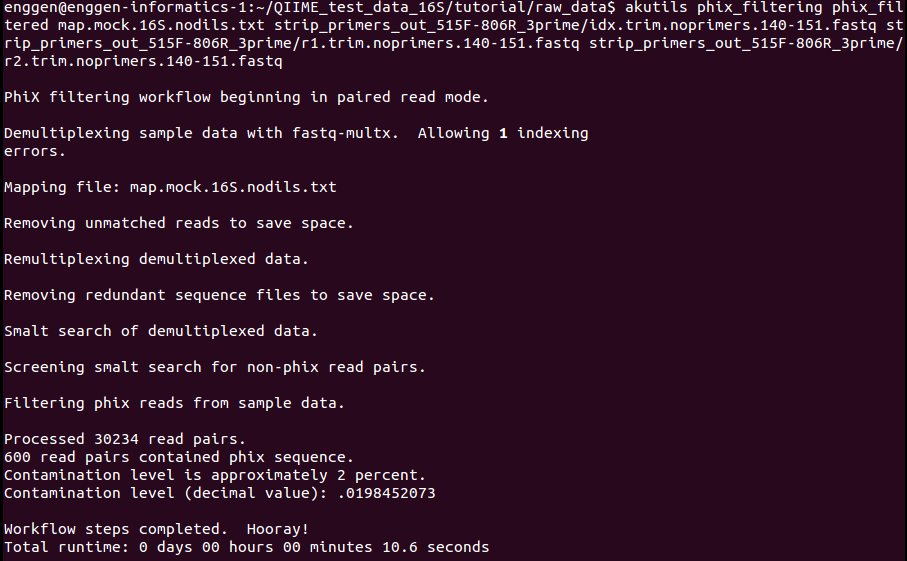 enggen@enggen-informatics-1:~/QIIME_test_data_16S/tutorial/raw_data$ akutils phix_filtering phix_fil
tered map.mock.16S.nodils.txt strip_primers_out_515F-806R_3prime/idx.trim.noprimers.140-151.fastq st
rip_primers_out_515F-806R_3prime/r1.trim.noprimers.140-151.fastq strip_primers_out_515F-806R_3prime/
r2.trim.noprimers.140-151.fastq
PhiX filtering workflow beginning in paired read mode.
Demultiplexing sample data with fastq-multx.  Allowing 1 indexing
errors.
Mapping file: map.mock.16S.nodils.txt
Removing unmatched reads to save space.
Remultiplexing demultiplexed data.
Removing redundant sequence files to save space.
Smalt search of demultiplexed data.
Screening smalt search for non-phix read pairs.
Filtering phix reads from sample data.
Processed 30234 read pairs.
600 read pairs contained phix sequence.
Contamination level is approximately 2 percent.
Contamination level (decimal value): .0198452073
Workflow steps completed.  Hooray!
Total runtime: 0 days 00 hours 00 minutes 10.6 seconds